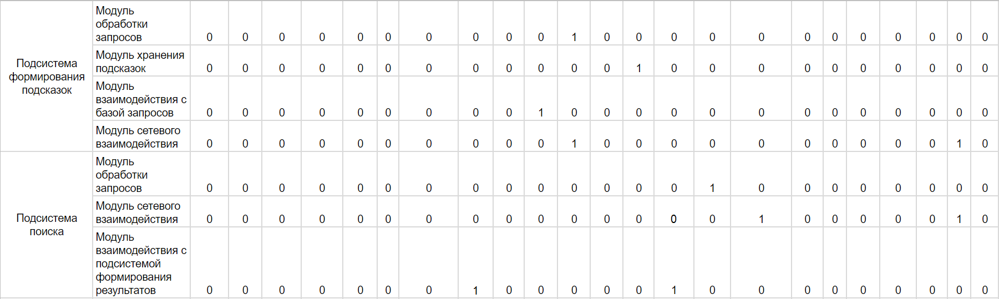 Подсистема
формирования
подсказок
Модуль
обработки
запросов 0 0 0 0 0 0 0 0 0 0 1 0 0 0 0 0 0 0 0 0 0 0 0
Модуль хранения
подсказок 0 0 0 0 0 0 0 0 0 0 0 0 1 0 0 0 0 0 0 0 0 0 0
Модуль
взаимодействия с
базой запросов 0 0 0 0 0 0 0 0 0 1 0 0 0 0 0 0 0 0 0 0 0 0 0
Модуль сетевого
взаимодействия 0 0 0 0 0 0 0 0 0 0 1 0 0 0 0 0 0 0 0 0 0 1 0
Подсистема
поиска
Модуль
обработки
запросов 0 0 0 0 0 0 0 0 0 0 0 0 0 0 1 0 0 0 0 0 0 0 0
Модуль сетевого
взаимодействия 0 0 0 0 0 0 0 0 0 0 0 0 0 0 0 1 0 0 0 0 0 1 0
Модуль
взаимодействия с
подсистемой
формирования
результатов 0 0 0 0 0 0 0 1 0 0 0 0 0 1 0 0 0 0 0 0 0 0 0